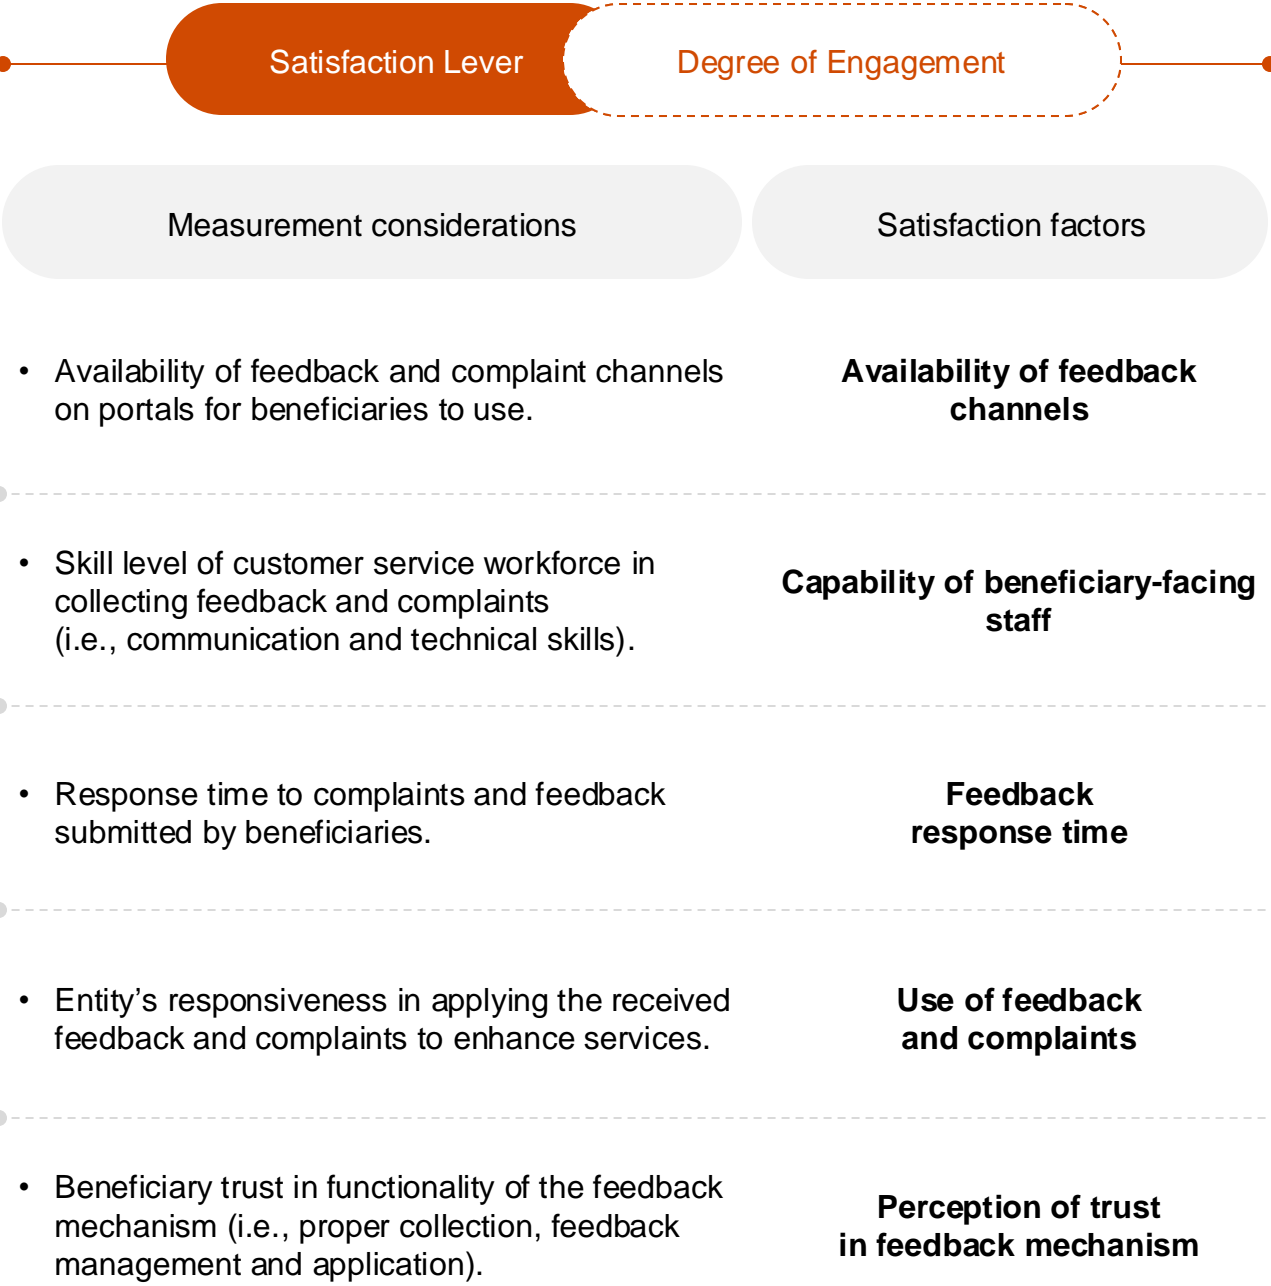 Satisfaction Lever
Degree of Engagement
Measurement considerations
Satisfaction factors
• Availability of feedback and complaint channels
on portals for beneficiaries to use.
Availability of feedback
channels
• Skill level of customer service workforce in
collecting feedback and complaints
(i.e., communication and technical skills).
Capability of beneficiary-facing
staff
• Response time to complaints and feedback
submitted by beneficiaries.
Feedback
response time
• Entity’s responsiveness in applying the received
feedback and complaints to enhance services.
Use of feedback
and complaints
• Beneficiary trust in functionality of the feedback
mechanism (i.e., proper collection, feedback
management and application).
Perception of trust
in feedback mechanism